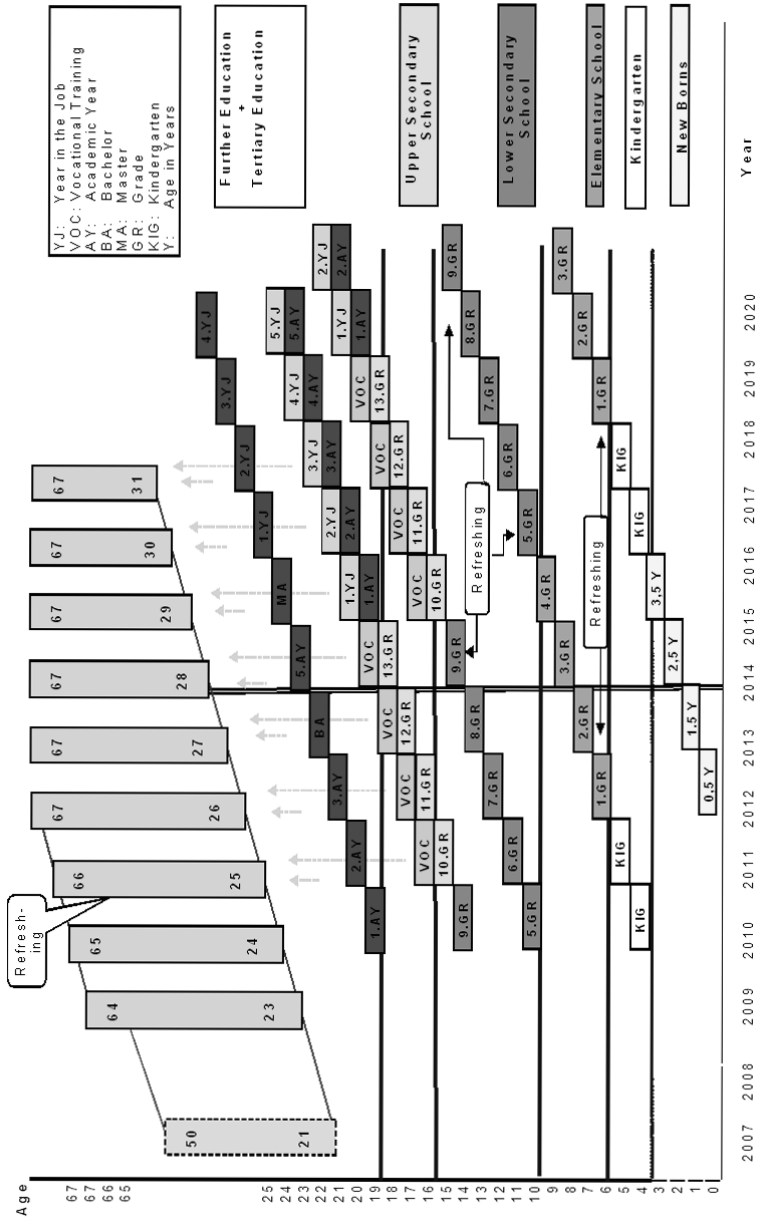 Age
67
67
66
65
25
24
23
22
21
20
19
18
17
16
15
14
13
12
11
10
9
8
7
6
5
4
3
2
1
0
2007
2008
2009
2010
2011
2012
2013
2014
2015
2016
2017
2018
2019
2020
Year
Refresh-
ing
50
21
64
23
65
24
66
25
67
26
67
27
67
28
67
29
67
30
67
31
YJ: Year in the Job
VOC: Vocational Training
AY: Academic Year
BA: Bachelor
MA: Master
GR: Grade
KIG: Kindergarten
Y: Age in Years
Further Education
+
Tertiary Education
Upper Secondary
School
Lower Secondary
School
Elementary School
Kindergarten
New Borns
1.AY
2.AY
3.AY
BA
5.AY
MA
1.YJ
2.YJ
3.YJ
4.YJ
9.GR
VOC
10.GR
VOC
11.GR
VOC
12.GR
VOC
13.GR
1.YJ
1.AY
2.YJ
2.AY
3.YJ
3.AY
4.YJ
4.AY
5.YJ
5.AY
5.GR
6.GR
7.GR
8.GR
9.GR
VOC
10.GR
VOC
11.GR
VOC
12.GR
VOC
13.GR
1.YJ
1.AY
2.YJ
2.AY
Refreshing
KIG
KIG
1.GR
2.GR
3.GR
4.GR
5.GR
6.GR
7.GR
8.GR
9.GR
Refreshing
0,5 Y
1.5 Y
2,5 Y
3,5 Y
KIG
KIG
1.GR
2.GR
3.GR